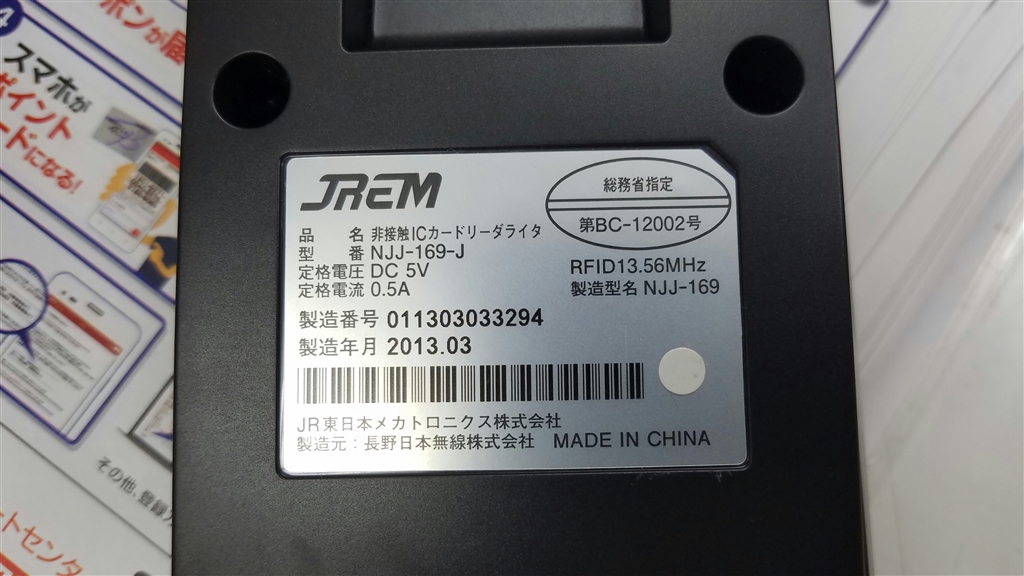 4
ポンが届
スマホが
ポイント
カードになる!
JREM
総務省指定
第BC-12002号
品 名 非接触ICカードリーダライタ
型 番 NJJ-169-J
定格電圧 DC 5V
定格電流 0.5A
RFID13.56MHz
製造型名 NJJ-169
製造番号 011303033294
製造年月 2013.03
JR東日本メカトロニクス株式会社
製造元:長野日本無線株式会社 MADE IN CHINA
その他、登録
ートセンタ